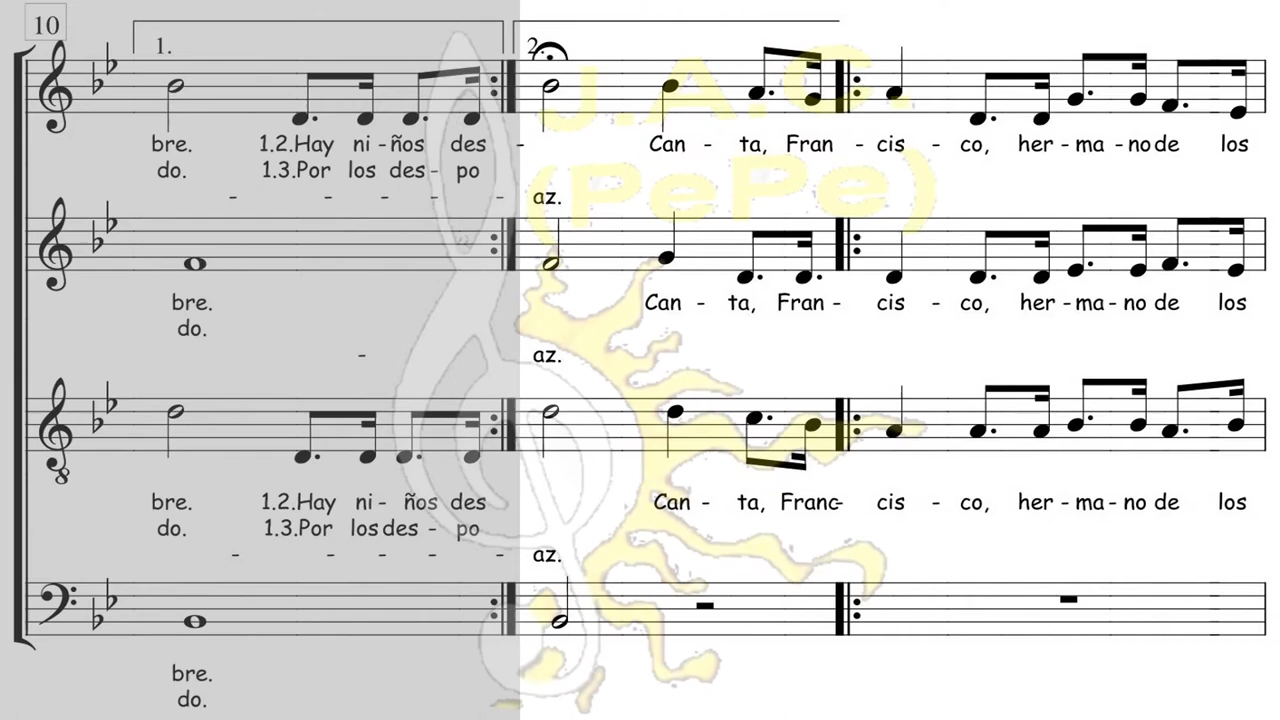 10
1.
2.
J.A.C.
(PePe)
bre. 1.2.Hay ni - ños des - Can - ta, Fran - cis - co, her - ma - no de los
do. 1.3.Por los des - po
- - - - - az.
bre. Can - ta, Fran - cis - co, her - ma - no de los
do.
- az.
8
bre. 1.2.Hay ni - ños des Can - ta, Franc- cis - co, her - ma - no de los
do. 1.3.Por los des - po
- - - - - az.
bre.
do.